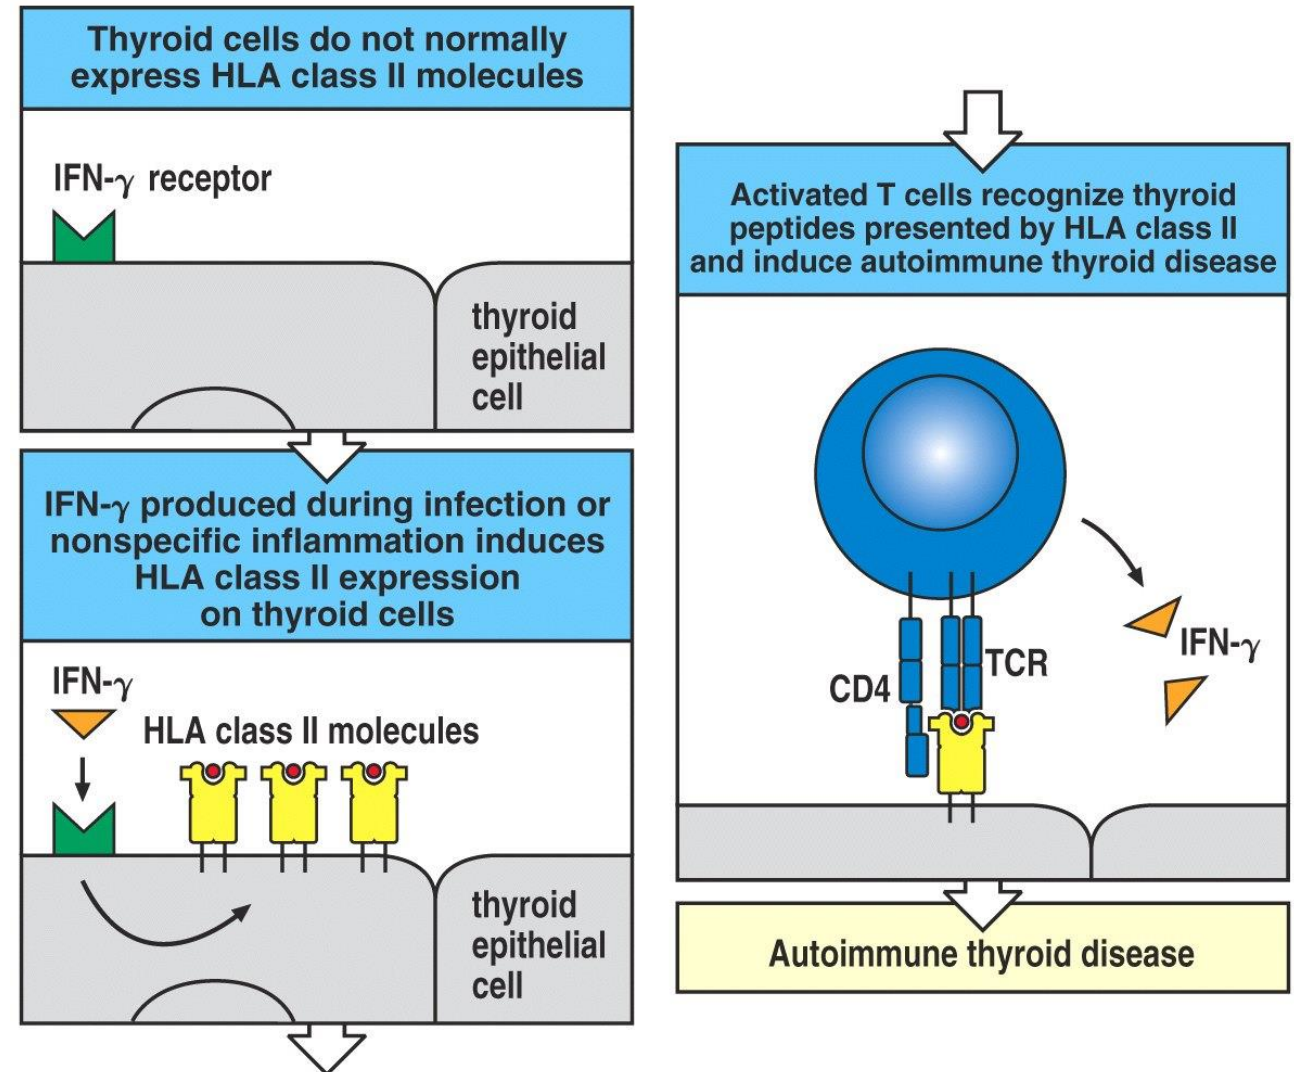 Thyroid cells do not normally
express HLA class II molecules
IFN-γ receptor
thyroid
epithelial
cell
IFN-γ produced during infection or
nonspecific inflammation induces
HLA class II expression
on thyroid cells
IFN-γ
HLA class II molecules
thyroid
epithelial
cell
Activated T cells recognize thyroid
peptides presented by HLA class II
and induce autoimmune thyroid disease
IFN-γ
TCR
CD4
Autoimmune thyroid disease